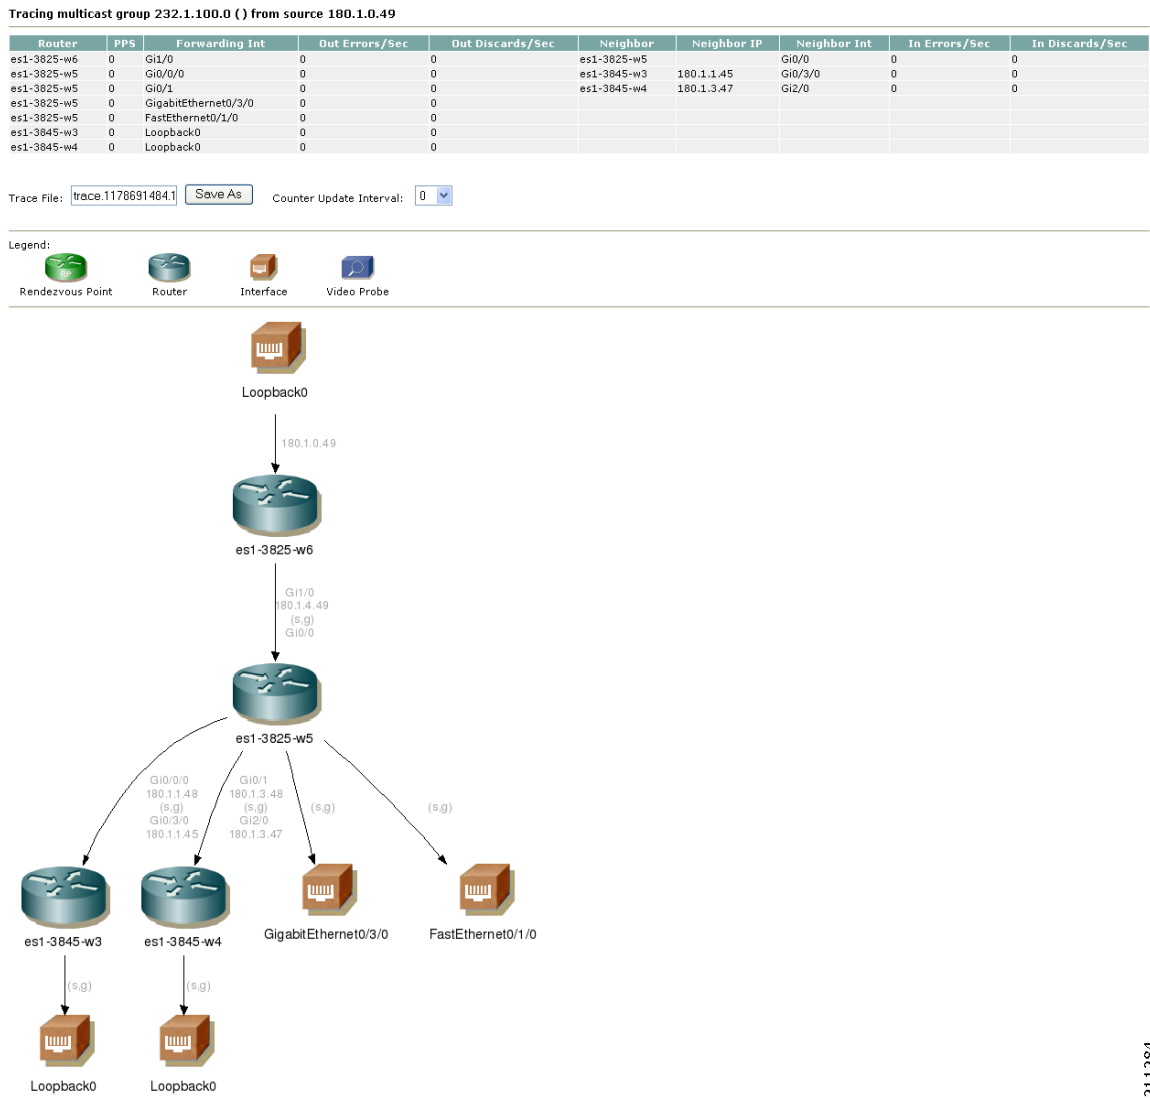 Tracing multicast group 232.1.100.0 ( ) from source 180.1.0.49
Router PPS Forwarding Int Out Errors/Sec Out Discards/Sec Neighbor Neighbor IP Neighbor Int In Errors/Sec In Discards/Sec
es1-3825-w6 0 Gi1/0 0 0 es1-3825-w5 Gi0/0 0 0
es1-3825-w5 0 Gi0/0/0 0 0 es1-3845-w3 180.1.1.45 Gi0/3/0 0 0
es1-3825-w5 0 Gi0/1 0 0 es1-3845-w4 180.1.3.47 Gi2/0 0 0
es1-3825-w5 0 GigabitEthernet0/3/0 0 0
es1-3825-w5 0 FastEthernet0/1/0 0 0
es1-3845-w3 0 Loopback0 0 0
es1-3845-w4 0 Loopback0 0 0
Trace File: trace.1178691484.1 Save As Counter Update Interval: 0
Legend:
RP
Rendezvous Point Router Interface Video Probe
Loopback0
180.1.0.49
es1-3825-w6
Gi1/0
180.1.4.49
(s,g)
Gi0/0
es1-3825-w5
Gi0/0/0
180.1.1.48
(s,g)
Gi0/3/0
180.1.1.45
Gi0/1
180.1.3.48
(s,g)
Gi2/0
180.1.3.47
(s,g)
(s,g)
es1-3845-w3
es1-3845-w4
GigabitEthernet0/3/0
FastEthernet0/1/0
(s,g)
(s,g)
Loopback0
Loopback0